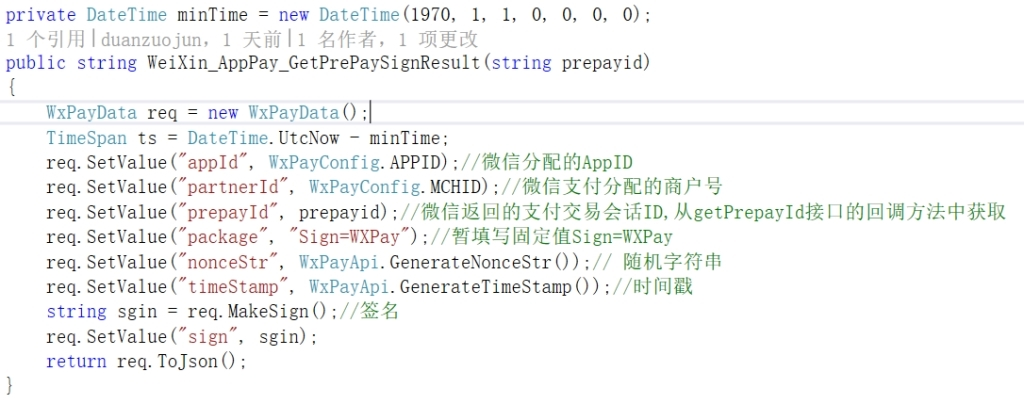 private DateTime minTime = new DateTime(1970, 1, 1, 0, 0, 0, 0);
1 个引用|duanzuojun, 1 天前|1 名作者, 1 项更改
public string WeiXin_AppPay_GetPrePaySignResult(string prepayid)
{
    WxPayData req = new WxPayData();
    TimeSpan ts = DateTime.UtcNow - minTime;
    req.SetValue("appId", WxPayConfig.APPID);//微信分配的AppID
    req.SetValue("partnerId", WxPayConfig.MCHID);//微信支付分配的商户号
    req.SetValue("prepayId", prepayid);//微信返回的支付交易会话ID,从getPrepayId接口的回调方法中获取
    req.SetValue("package", "Sign=WXPay");//暂填写固定值Sign=WXPay
    req.SetValue("nonceStr", WxPayApi.GenerateNonceStr());// 随机字符串
    req.SetValue("timeStamp", WxPayApi.GenerateTimeStamp());//时间戳
    string sgin = req.MakeSign();//签名
    req.SetValue("sign", sgin);
    return req.ToJson();
}